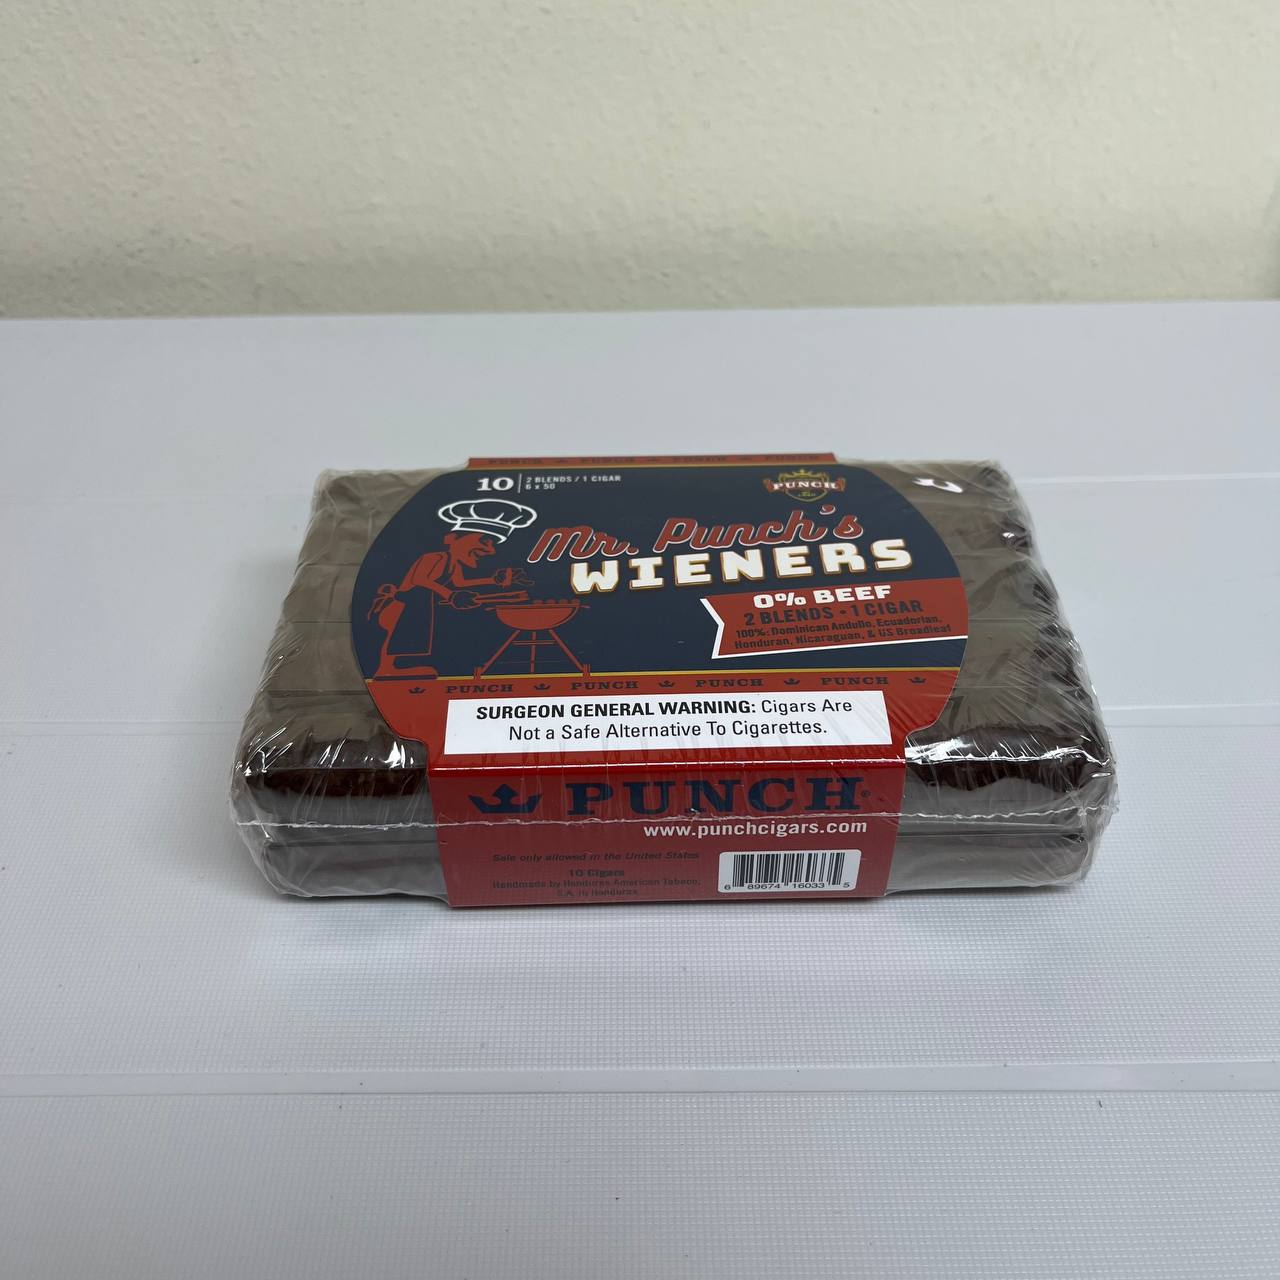 PUNCH PUNCH PUNCH PUNCH
10 2 BLENDS / 1 CIGAR
6 x 50
PUNCH
Mr. Punch's
WIENERS
0% BEEF
2 BLENDS • 1 CIGAR
100%: Dominican Andullo, Ecuadorian,
Honduran, Nicaraguan, & US Broadleaf
PUNCH PUNCH PUNCH PUNCH
SURGEON GENERAL WARNING: Cigars Are
Not a Safe Alternative To Cigarettes.
PUNCH®
www.punchcigars.com
Sale only allowed in the United States
10 Cigars
Handmade by Honduras American Tabaco,
S.A. in Honduras
6 89674 16033 5